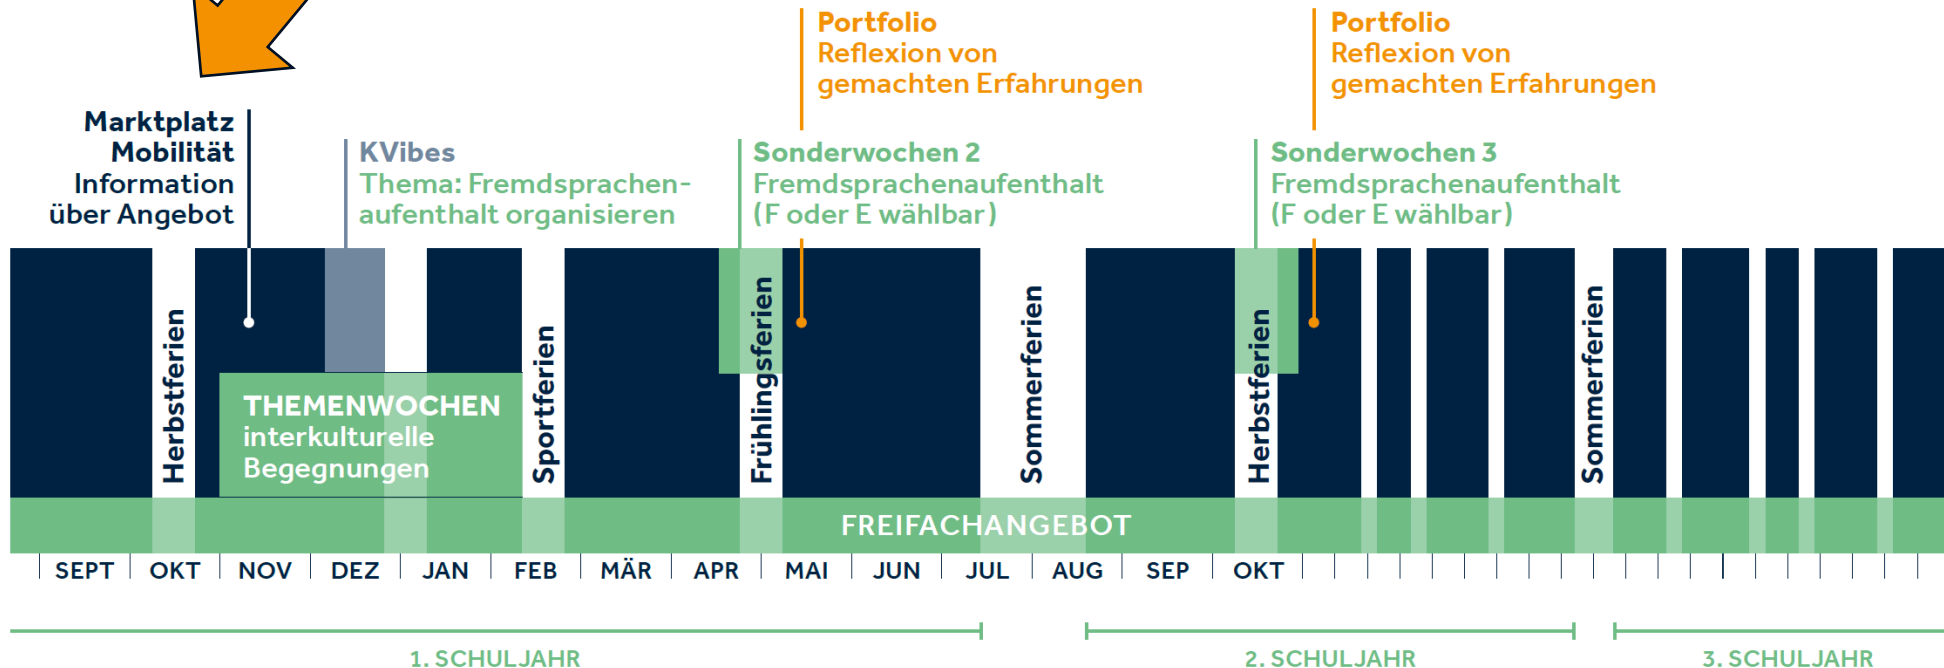 Portfolio
Reflexion von
gemachten Erfahrungen
Portfolio
Reflexion von
gemachten Erfahrungen
Marktplatz
Mobilität
Information
über Angebot
KVibes
Thema: Fremdsprachen-
aufenthalt organisieren
Sonderwochen 2
Fremdsprachenaufenthalt
(F oder E wählbar)
Sonderwochen 3
Fremdsprachenaufenthalt
(F oder E wählbar)
Herbstferien
THEMENWOCHEN
interkulturelle
Begegnungen
Sportferien
Frühlingsferien
Sommerferien
Herbstferien
Sommerferien
FREIFACHANGEBOT
SEPT OKT NOV DEZ JAN FEB MÄR APR MAI JUN JUL AUG SEP OKT
1. SCHULJAHR 2. SCHULJAHR 3. SCHULJAHR